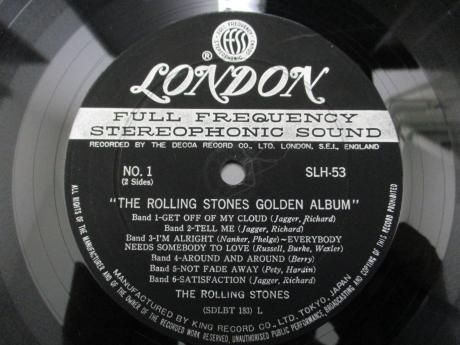 FULL FREQUENCY STEREOPHONIC SOUND
ffss
®
LONDON
FULL FREQUENCY
STEREOPHONIC SOUND
RECORDED BY THE DECCA RECORD CO., LTD. LONDON, S.E.I., ENGLAND
NO. 1 SLH-53
(2 Sides)
"THE ROLLING STONES GOLDEN ALBUM"
Band 1-GET OFF OF MY CLOUD (Jagger, Richard)
Band 2-TELL ME (Jagger, Richard)
Band 3-I'M ALRIGHT (Nanker, Phelge)~EVERYBODY
NEEDS SOMEBODY TO LOVE (Russell, Burke, Wexler)
Band 4-AROUND AND AROUND (Berry)
Band 5-NOT FADE AWAY (Pety, Hardin)
Band 6-SATISFACTION (Jagger, Richard)
THE ROLLING STONES
(SDLBT 183) L
MANUFACTURED BY KING RECORD CO., LTD. TOKYO, JAPAN
ALL RIGHTS OF THE MANUFACTURER AND OF THE OWNER OF THE RECORDED WORK RESERVED, UNAUTHORISED PUBLIC PERFORMANCE, BROADCASTING AND COPYING OF THIS RECORD PROHIBITED